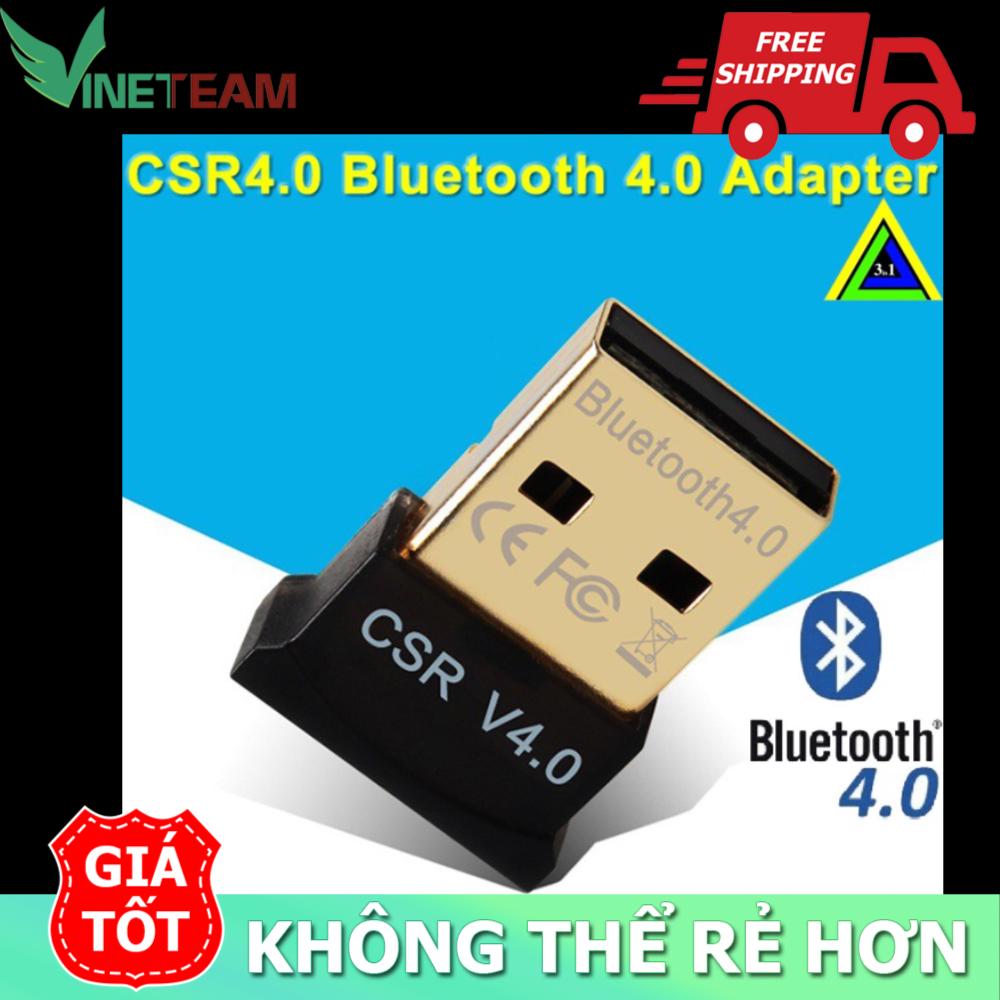 VINETEAM
FREE
SHIPPING
CSR4.0 Bluetooth 4.0 Adapter
3in1
Bluetooth4.0
CE FC
CSR V4.0
Bluetooth®
4.0
GIÁ
TỐT
KHÔNG THỂ RẺ HƠN